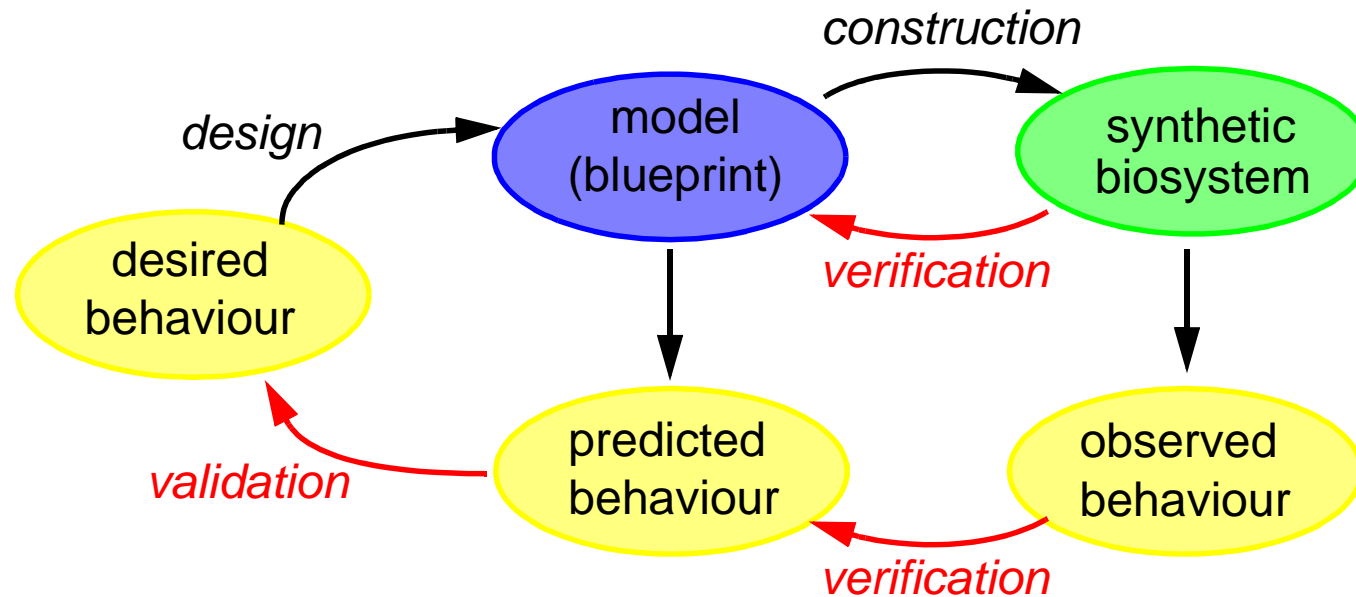 construction
design
model
(blueprint)
synthetic
biosystem
desired
behaviour
verification
validation
predicted
behaviour
observed
behaviour
verification